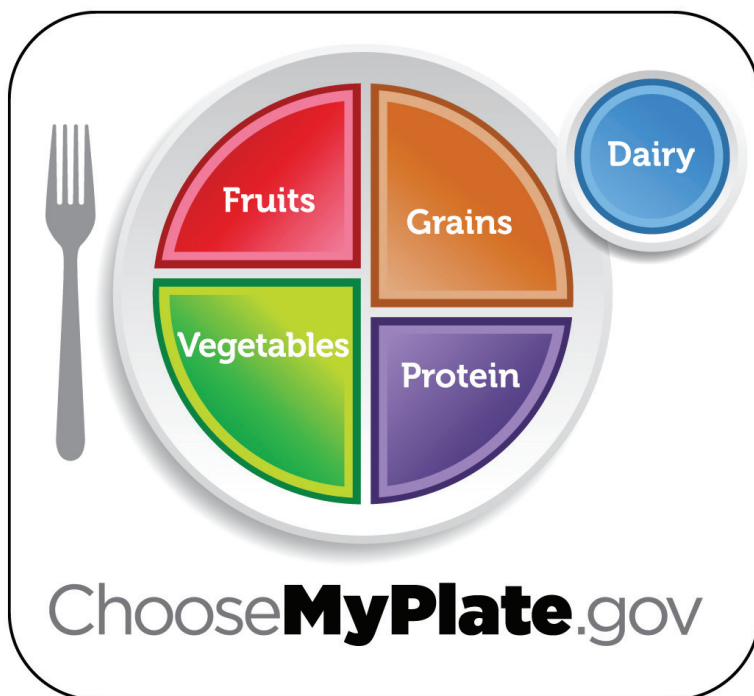 Fruits
Grains
Dairy
Vegetables
Protein
ChooseMyPlate.gov